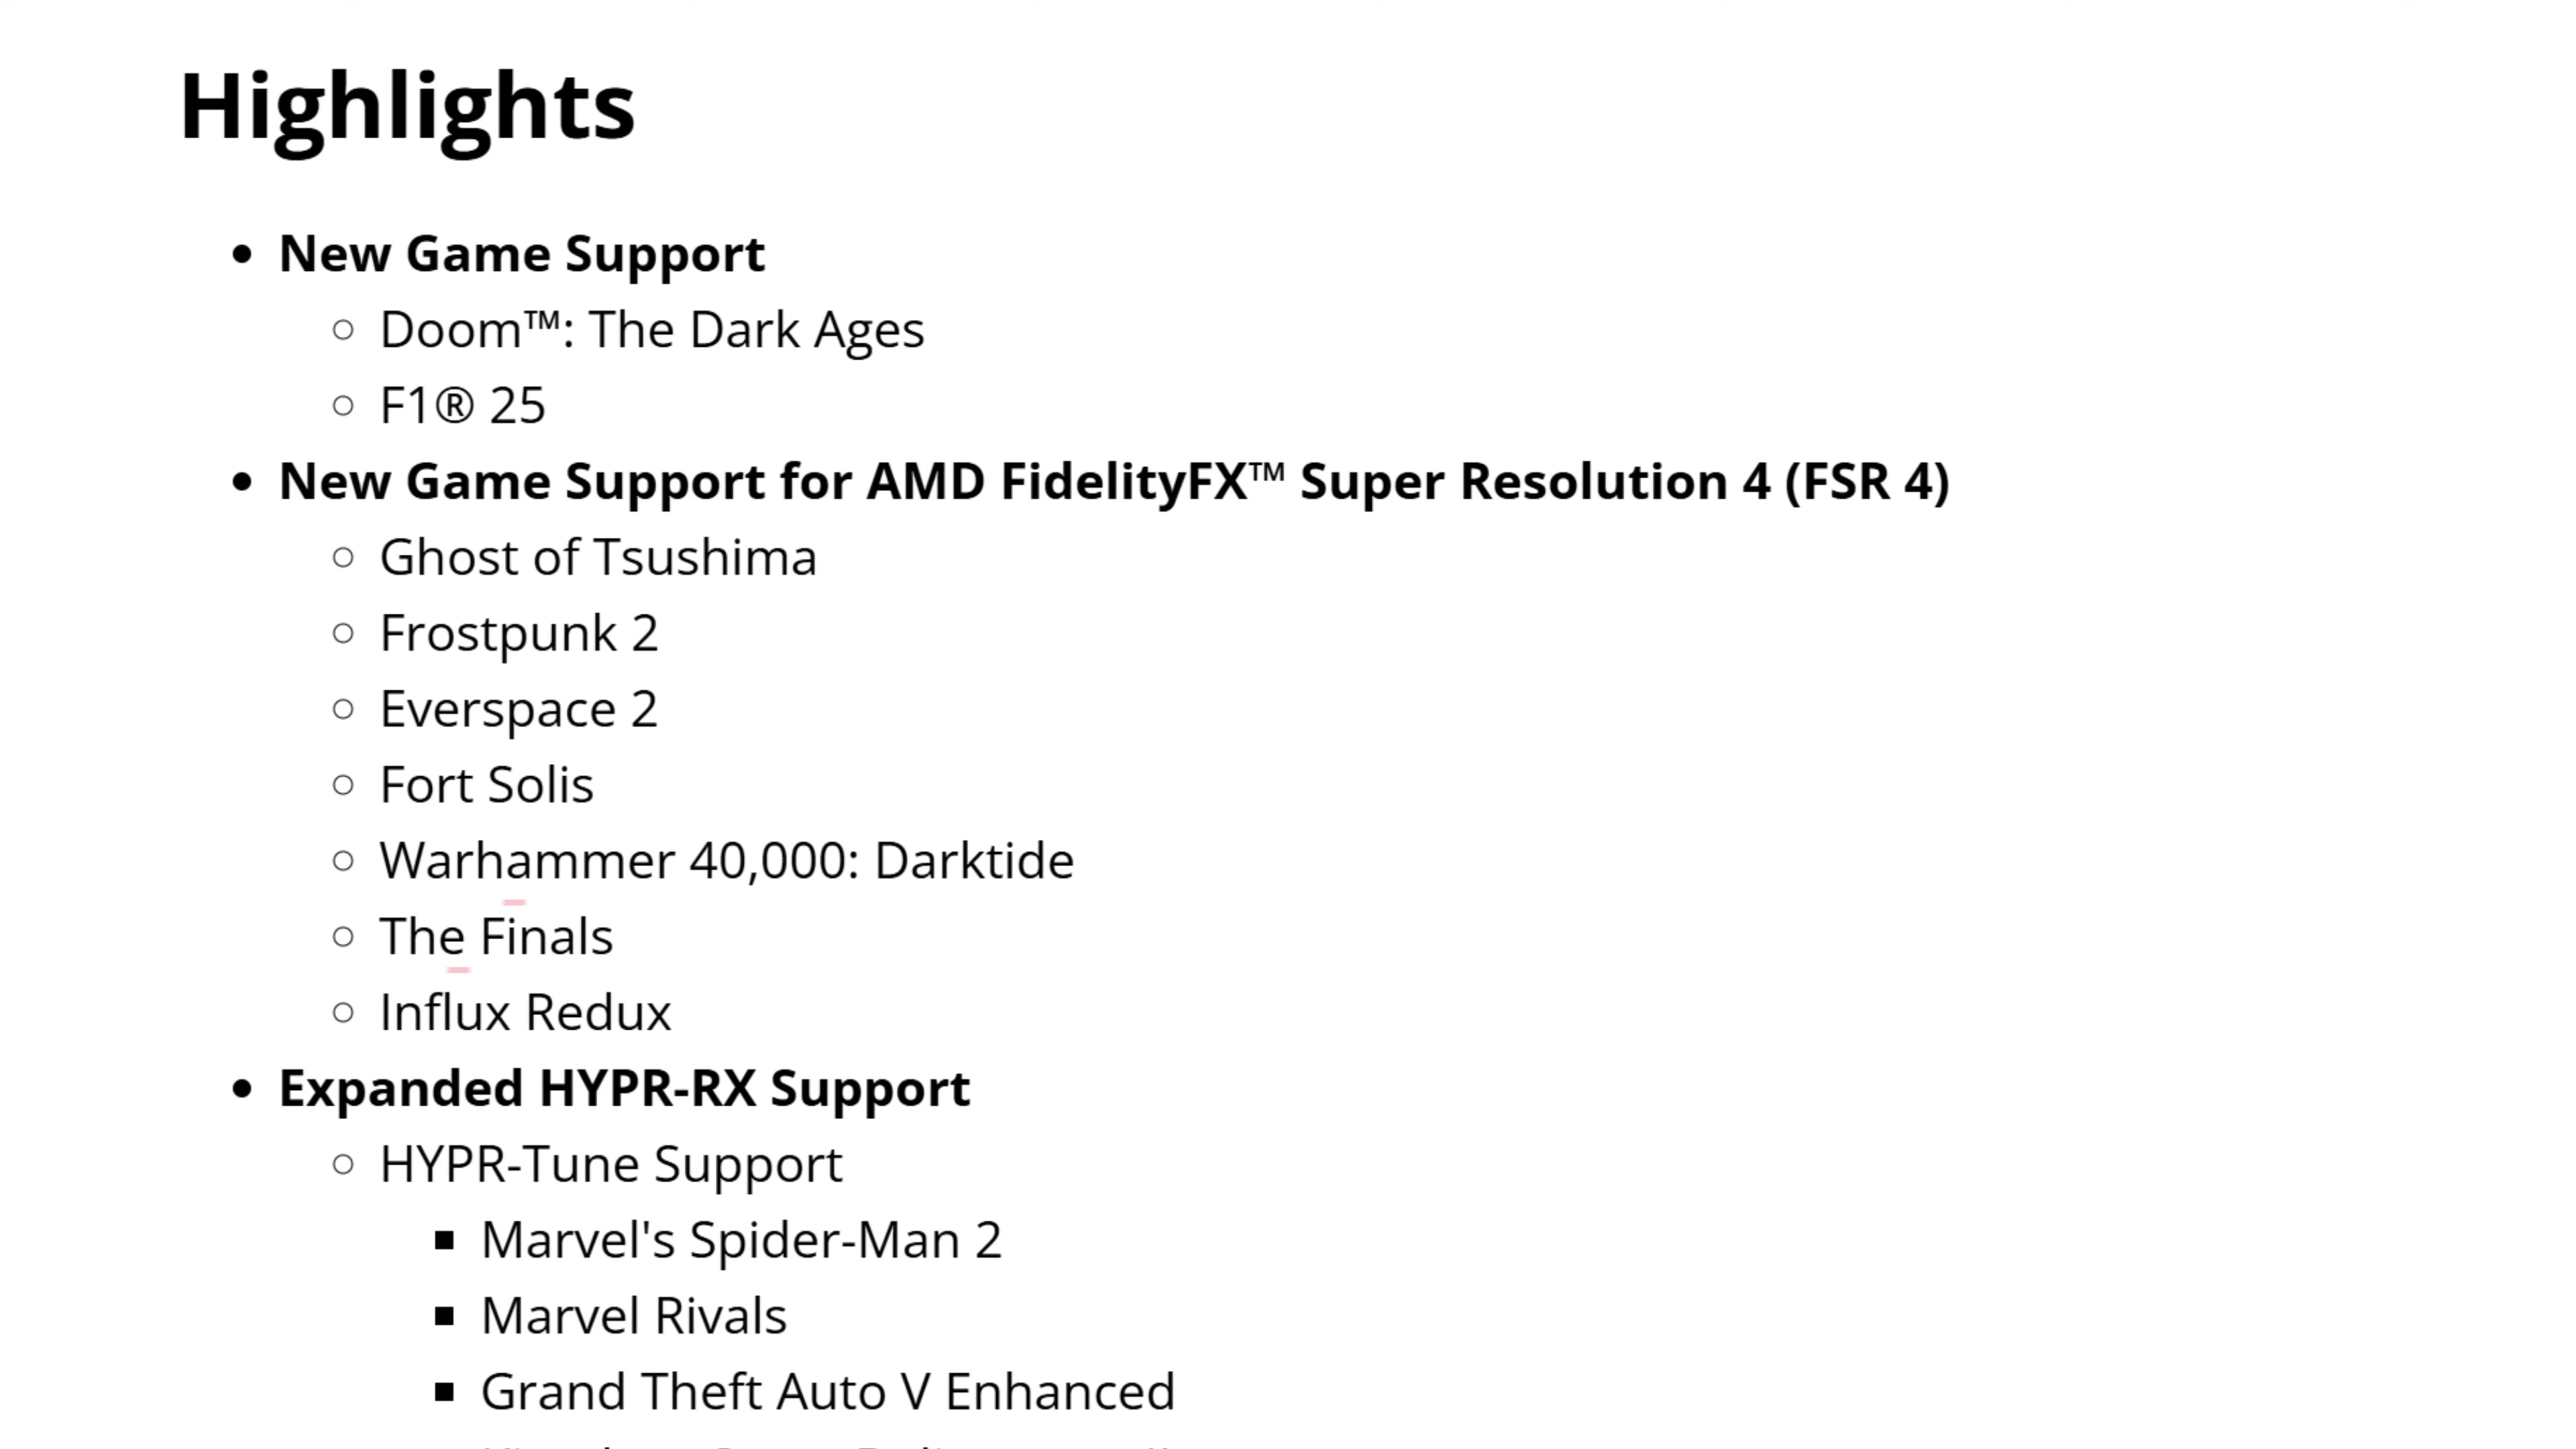 Highlights
New Game Support
Doom™: The Dark Ages
F1® 25
New Game Support for AMD FidelityFX™ Super Resolution 4 (FSR 4)
Ghost of Tsushima
Frostpunk 2
Everspace 2
Fort Solis
Warhammer 40,000: Darktide
The Finals
Influx Redux
Expanded HYPR-RX Support
HYPR-Tune Support
Marvel's Spider-Man 2
Marvel Rivals
Grand Theft Auto V Enhanced